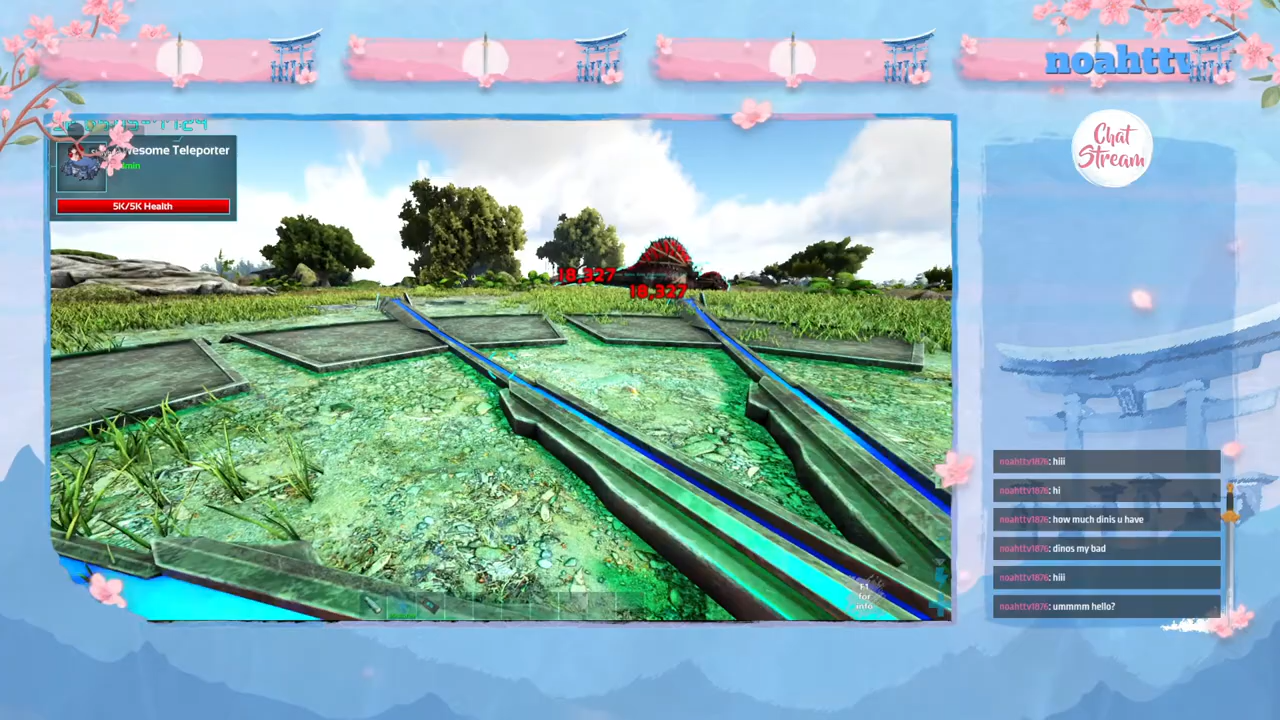 noahttv
Chat
Stream
esome Teleporter
5K/5K Health
18,327
18,327
noahttv1876: hiii
noahttv1876: hi
noahttv1876: how much dinis u have
noahttv1876: dinos my bad
noahttv1876: hiii
noahttv1876: ummmm hello?
F1
for
info